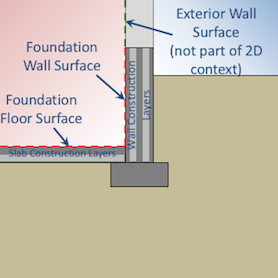 Exterior Wall
Surface
(not part of 2D
context)
Foundation
Wall Surface
Foundation
Floor Surface
Wall Construction
Layers
Slab Construction Layers